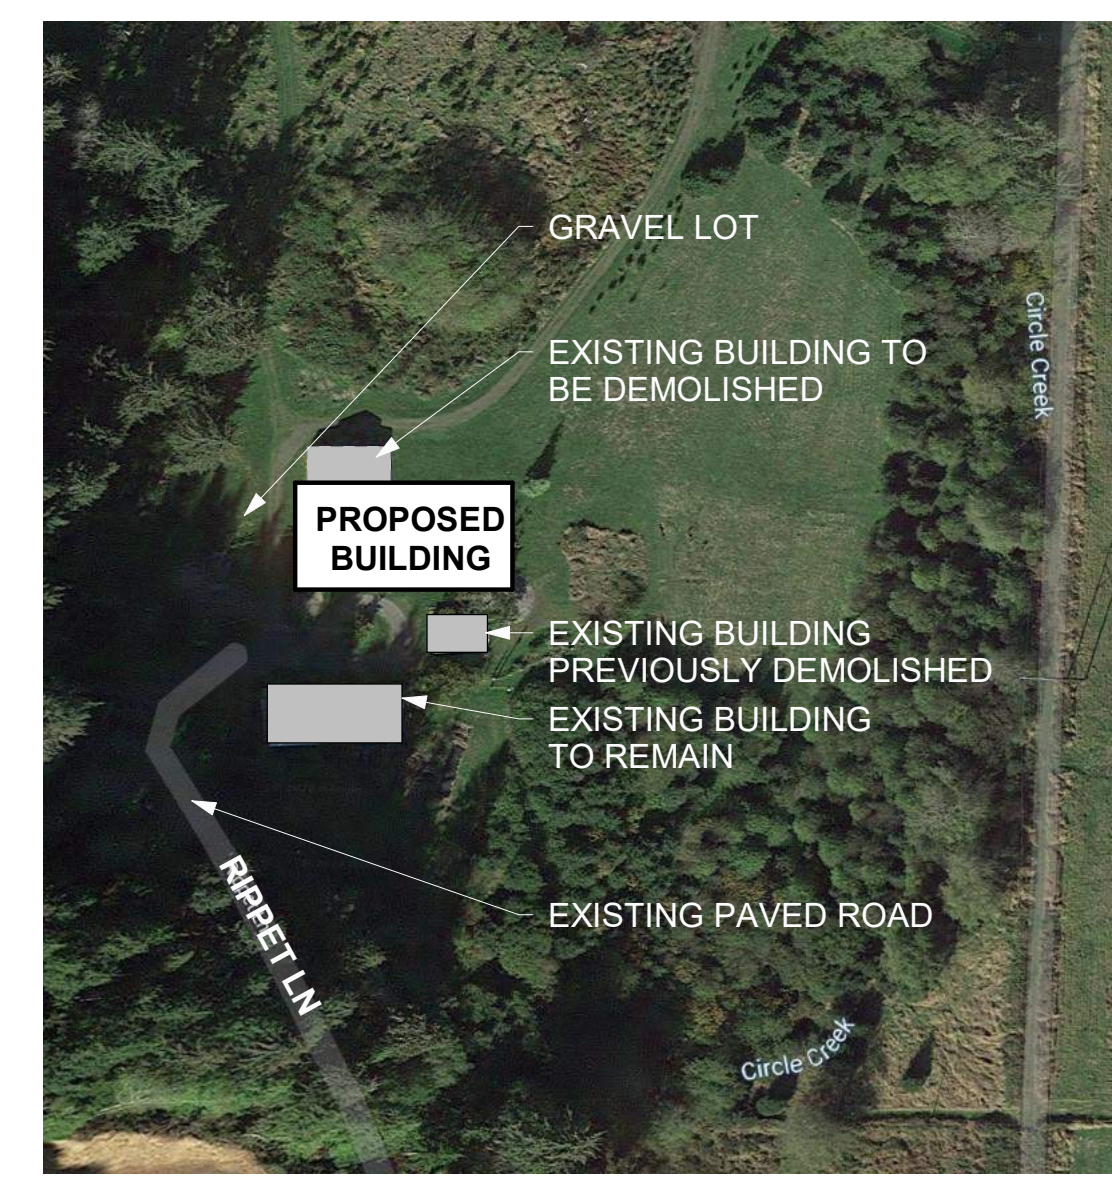 GRAVEL LOT
EXISTING BUILDING TO
BE DEMOLISHED
Circle Creek
PROPOSED
BUILDING
EXISTING BUILDING
PREVIOUSLY DEMOLISHED
EXISTING BUILDING
TO REMAIN
RIPPET LN
EXISTING PAVED ROAD
Circle Creek